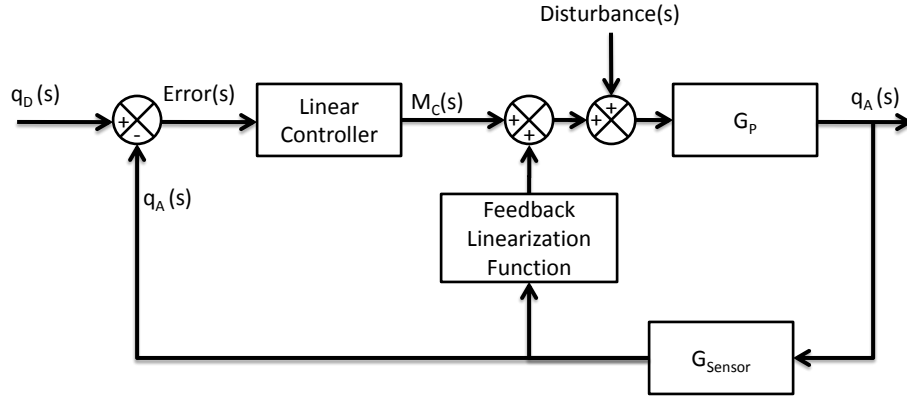 Disturbance(s)
q_D(s)
Error(s)
Linear
Controller
M_C(s)
G_P
q_A(s)
+
-
+
+
+
+
q_A(s)
Feedback
Linearization
Function
G_Sensor